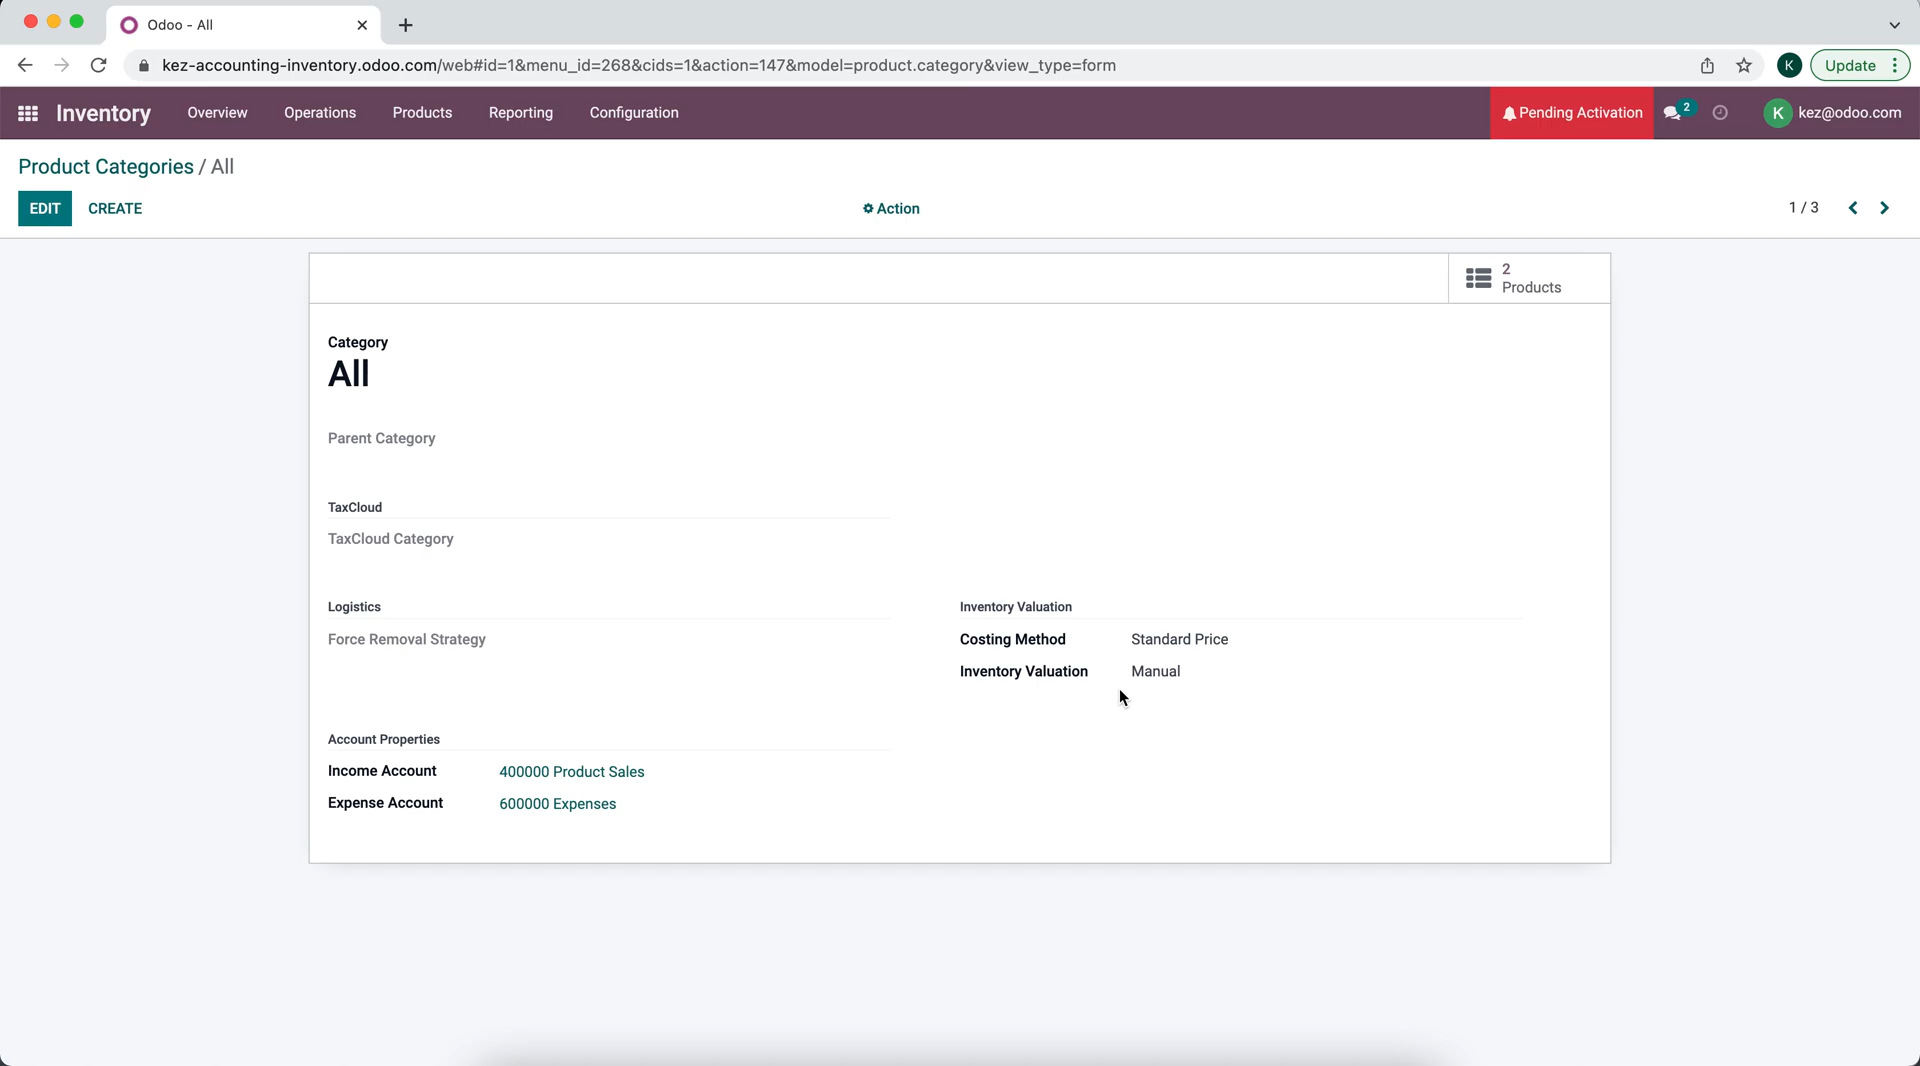 Odoo - All
kez-accounting-inventory.odoo.com/web#id=1&menu_id=268&cids=1&action=147&model=product.category&view_type=form
K
Update
Inventory
Overview
Operations
Products
Reporting
Configuration
Pending Activation
2
K
kez@odoo.com
Product Categories / All
EDIT
CREATE
Action
1 / 3
2
Products
Category
All
Parent Category
TaxCloud
TaxCloud Category
Logistics
Force Removal Strategy
Inventory Valuation
Costing Method Standard Price
Inventory Valuation Manual
Account Properties
Income Account 400000 Product Sales
Expense Account 600000 Expenses